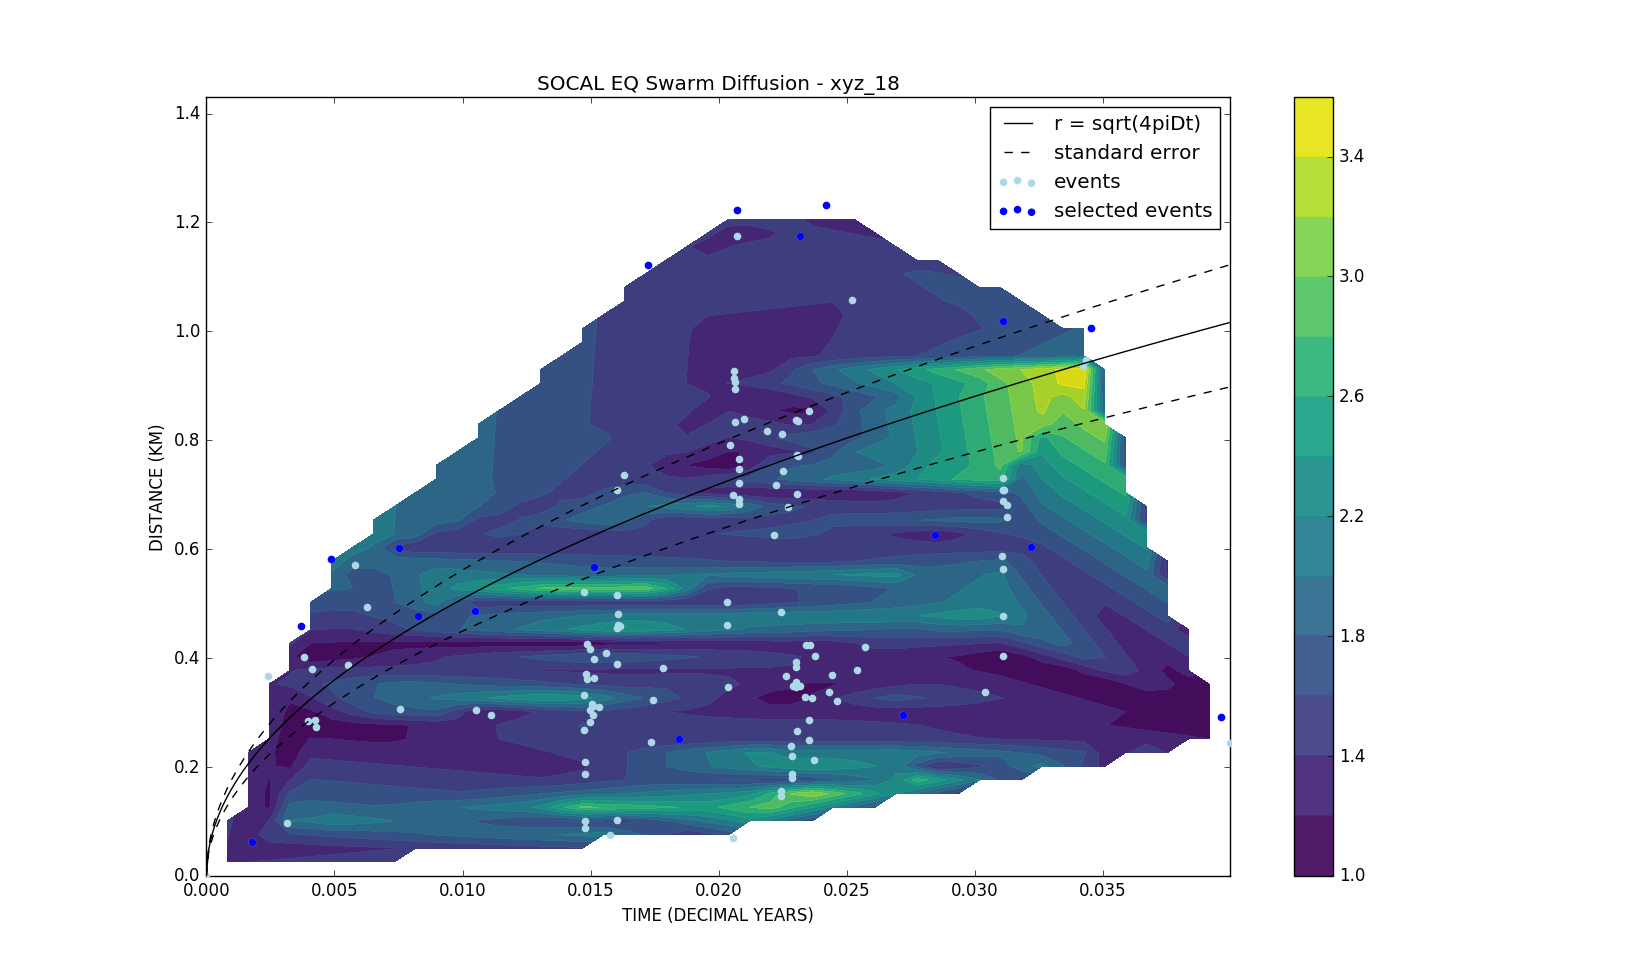 SOCAL EQ Swarm Diffusion - xyz_18
r = sqrt(4piDt)
standard error
events
selected events
DISTANCE (KM)
1.4
1.2
1.0
0.8
0.6
0.4
0.2
0.0
0.000 0.005 0.010 0.015 0.020 0.025 0.030 0.035
TIME (DECIMAL YEARS)
3.4
3.0
2.6
2.2
1.8
1.4
1.0